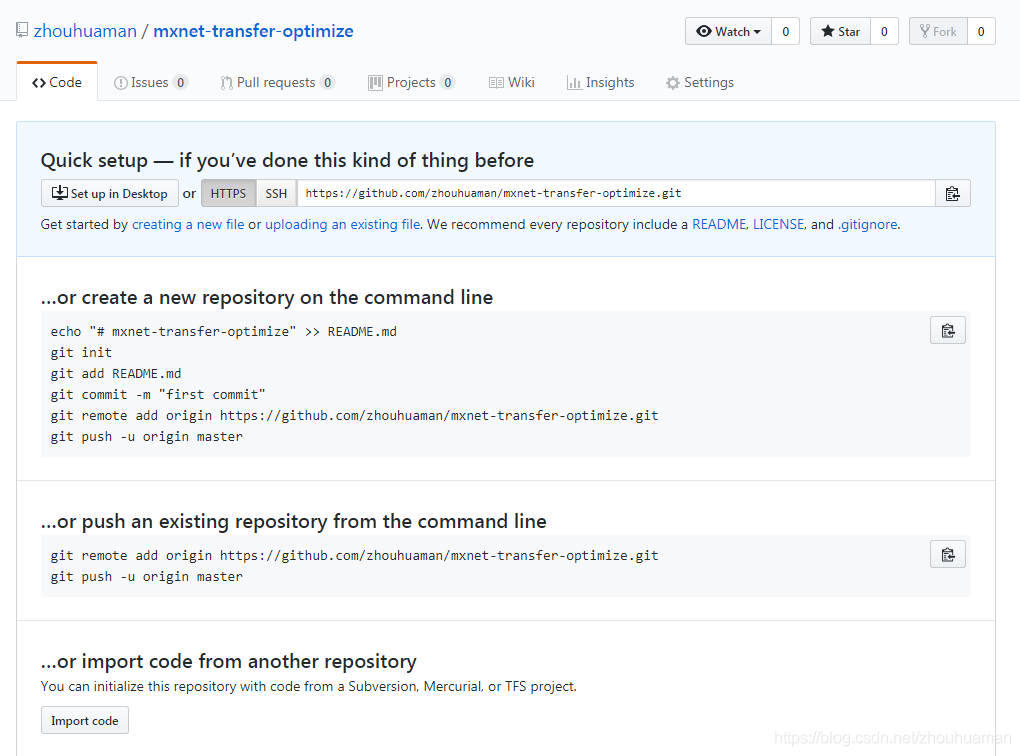 zhouhuaman / mxnet-transfer-optimize
Watch 0 Star 0 Fork 0
Code Issues 0 Pull requests 0 Projects 0 Wiki Insights Settings
Quick setup — if you’ve done this kind of thing before
Set up in Desktop or HTTPS SSH https://github.com/zhouhuaman/mxnet-transfer-optimize.git
Get started by creating a new file or uploading an existing file. We recommend every repository include a README, LICENSE, and .gitignore.
…or create a new repository on the command line
echo "# mxnet-transfer-optimize" >> README.md
git init
git add README.md
git commit -m "first commit"
git remote add origin https://github.com/zhouhuaman/mxnet-transfer-optimize.git
git push -u origin master
…or push an existing repository from the command line
git remote add origin https://github.com/zhouhuaman/mxnet-transfer-optimize.git
git push -u origin master
…or import code from another repository
You can initialize this repository with code from a Subversion, Mercurial, or TFS project.
Import code
https://blog.csdn.net/zhouhuaman